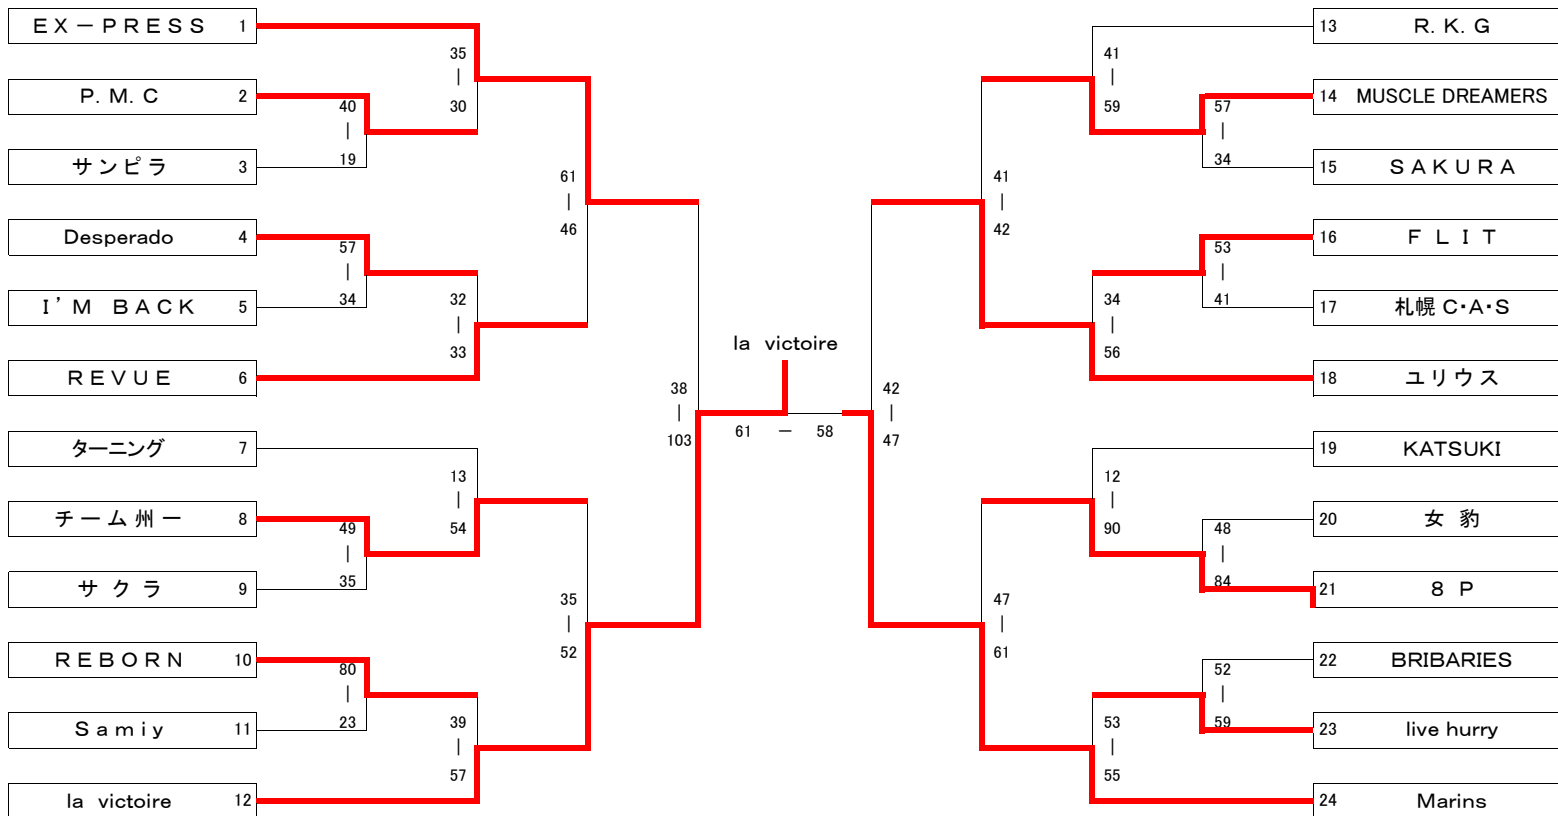 EX－PRESS 1
35
|
30
P.M.C 2
40
|
19
サンピラ 3
61
|
46
Desperado 4
57
|
34
I'M BACK 5
32
|
33
REVUE 6
38
|
103
ターニング 7
13
|
54
チーム州一 8
49
|
35
サクラ 9
35
|
52
REBORN 10
80
|
23
Samiy 11
39
|
57
la victoire 12
la victoire
61 － 58
13 R.K.G
41
|
59
14 MUSCLE DREAMERS
57
|
34
15 SAKURA
41
|
42
16 FLIT
53
|
41
17 札幌 C・A・S
34
|
56
18 ユリウス
42
|
47
19 KATSUKI
12
|
90
20 女豹
48
|
84
21 8 P
47
|
61
22 BRIBARIES
52
|
59
23 live hurry
53
|
55
24 Marins